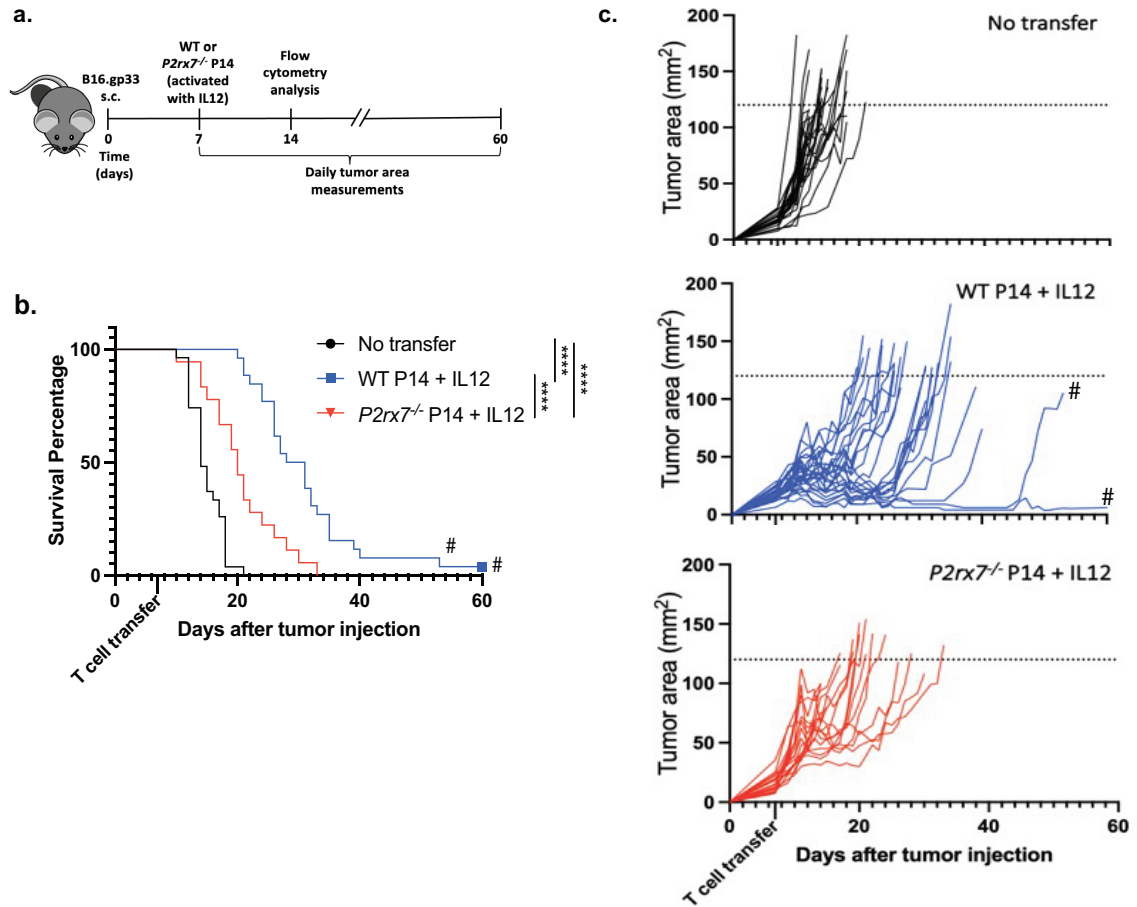 a.
B16.gp33
s.c.
WT or
P2rx7-/- P14
(activated
with IL12)
Flow
cytometry
analysis
0
7
14
60
Time
(days)
Daily tumor area
measurements
b.
Survival Percentage
100
50
0
0
20
40
60
No transfer
WT P14 + IL12
P2rx7-/- P14 + IL12
****
****
****
#
#
T cell transfer
Days after tumor injection
c.
No transfer
Tumor area (mm2)
200
150
100
50
0
WT P14 + IL12
Tumor area (mm2)
200
150
100
50
0
#
#
P2rx7-/- P14 + IL12
Tumor area (mm2)
200
150
100
50
0
0
20
40
60
T cell transfer
Days after tumor injection